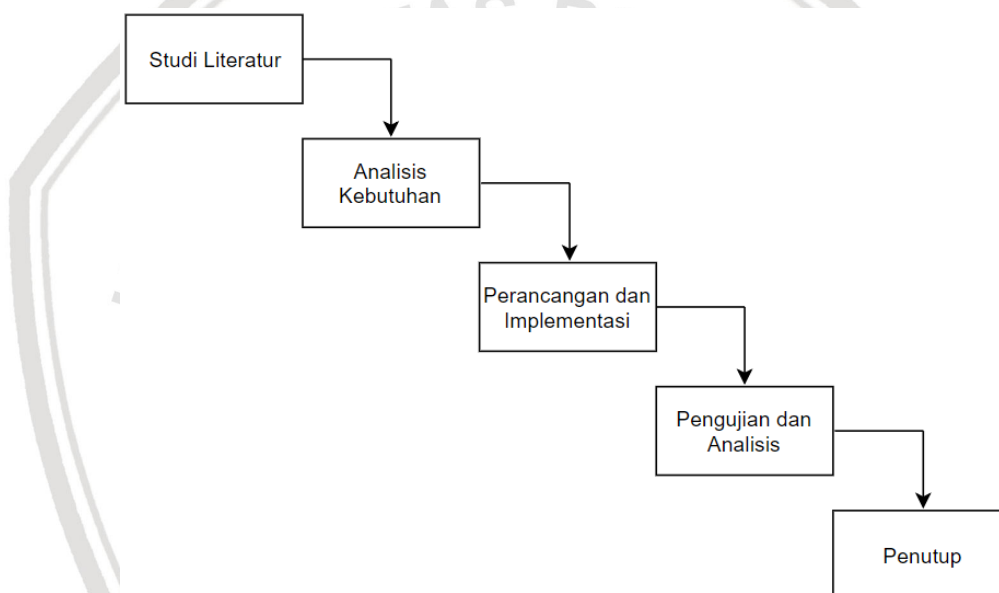 Studi Literatur
Analisis
Kebutuhan
Perancangan dan
Implementasi
Pengujian dan
Analisis
Penutup